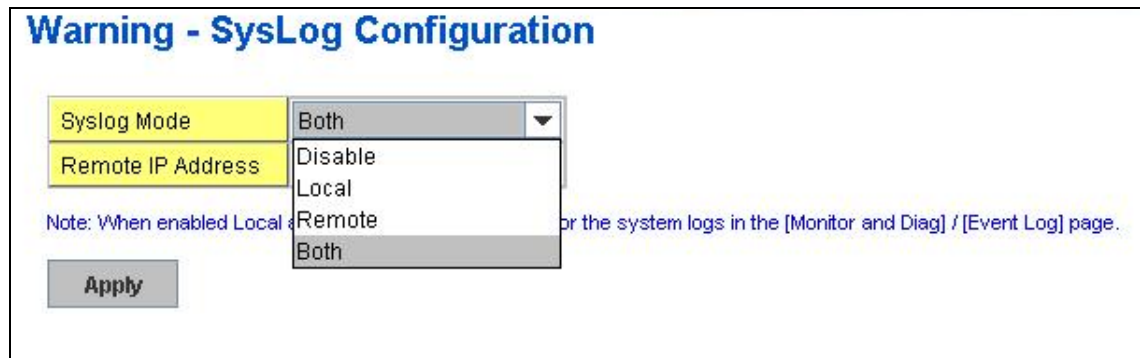 Warning - SysLog Configuration
Syslog Mode Both
Remote IP Address
Disable
Local
Remote
Both
Note: When enabled Local or the system logs in the [Monitor and Diag] / [Event Log] page.
Apply